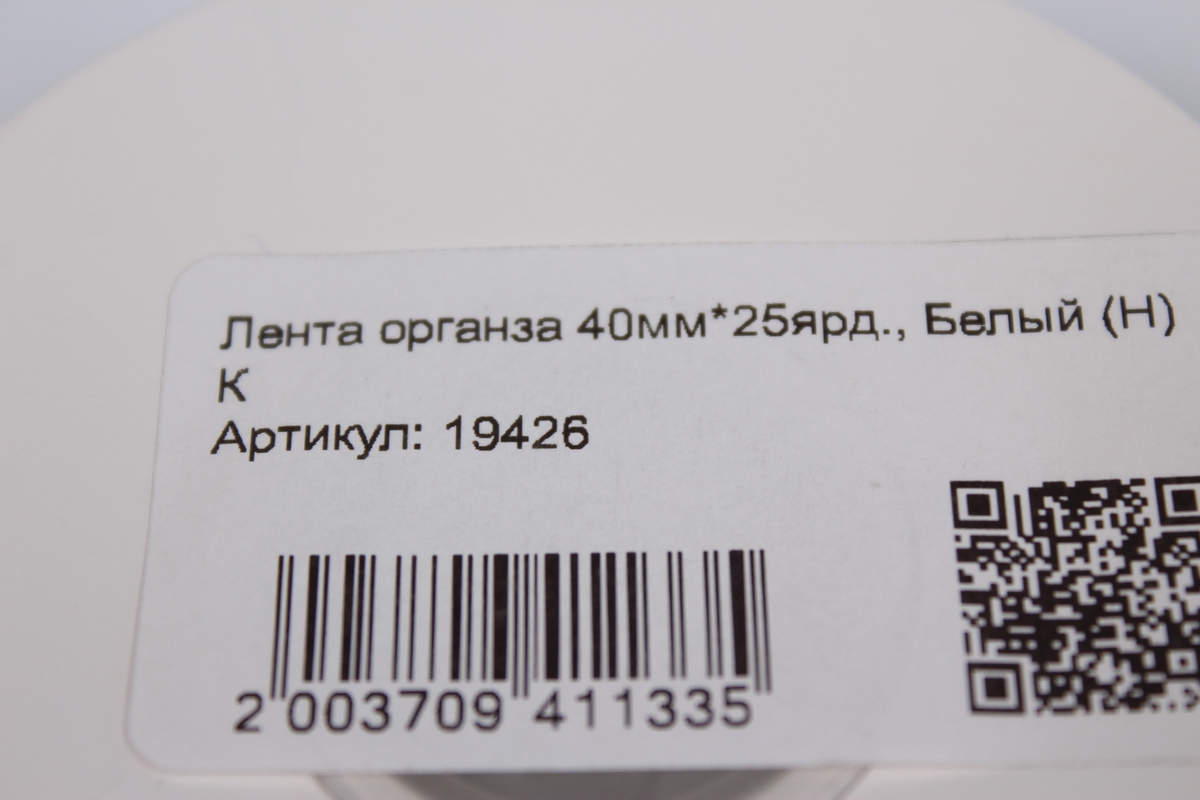 Лента органза 40мм*25ярд., Белый (Н)
К
Артикул: 19426
2 003709 411335